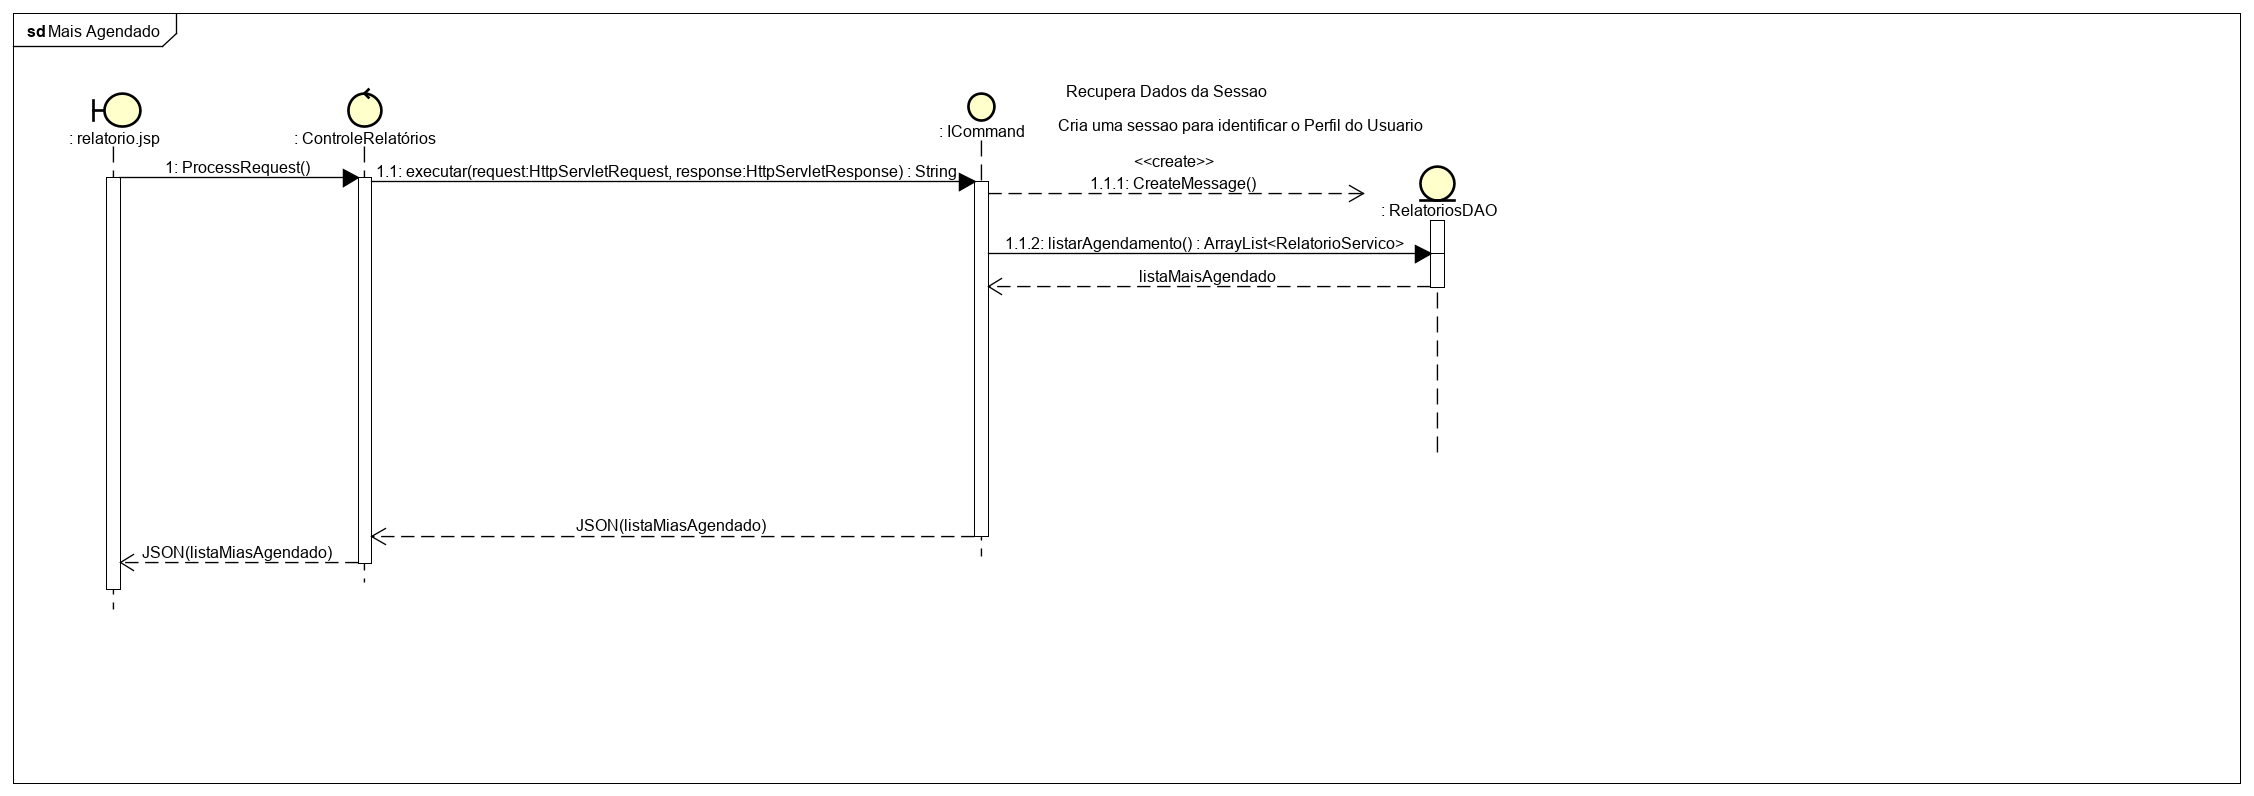 sd Mais Agendado
Recupera Dados da Sessao
Cria uma sessao para identificar o Perfil do Usuario
: relatorio.jsp
: ControleRelatórios
: ICommand
<<create>>
1: ProcessRequest()
1.1: executar(request:HttpServletRequest, response:HttpServletResponse) : String
1.1.1: CreateMessage()
: RelatoriosDAO
1.1.2: listarAgendamento() : ArrayList<RelatorioServico>
listaMaisAgendado
JSON(listaMiasAgendado)
JSON(listaMiasAgendado)